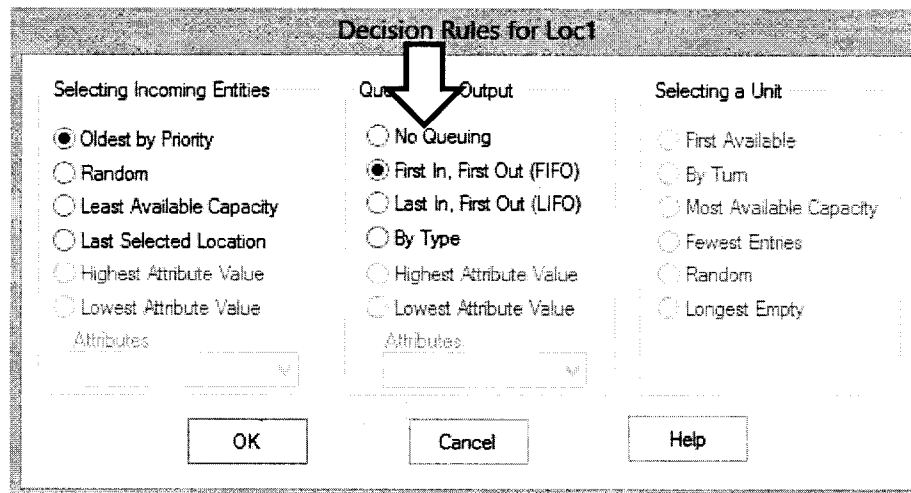 Decision Rules for Loc1
Selecting Incoming Entities
Oldest by Priority
Random
Least Available Capacity
Last Selected Location
Highest Attribute Value
Lowest Attribute Value
Attributes
Output
No Queuing
First In, First Out (FIFO)
Last In, First Out (LIFO)
By Type
Highest Attribute Value
Lowest Attribute Value
Attributes
Selecting a Unit
First Available
By Turn
Most Available Capacity
Fewest Entries
Random
Longest Empty
OK
Cancel
Help